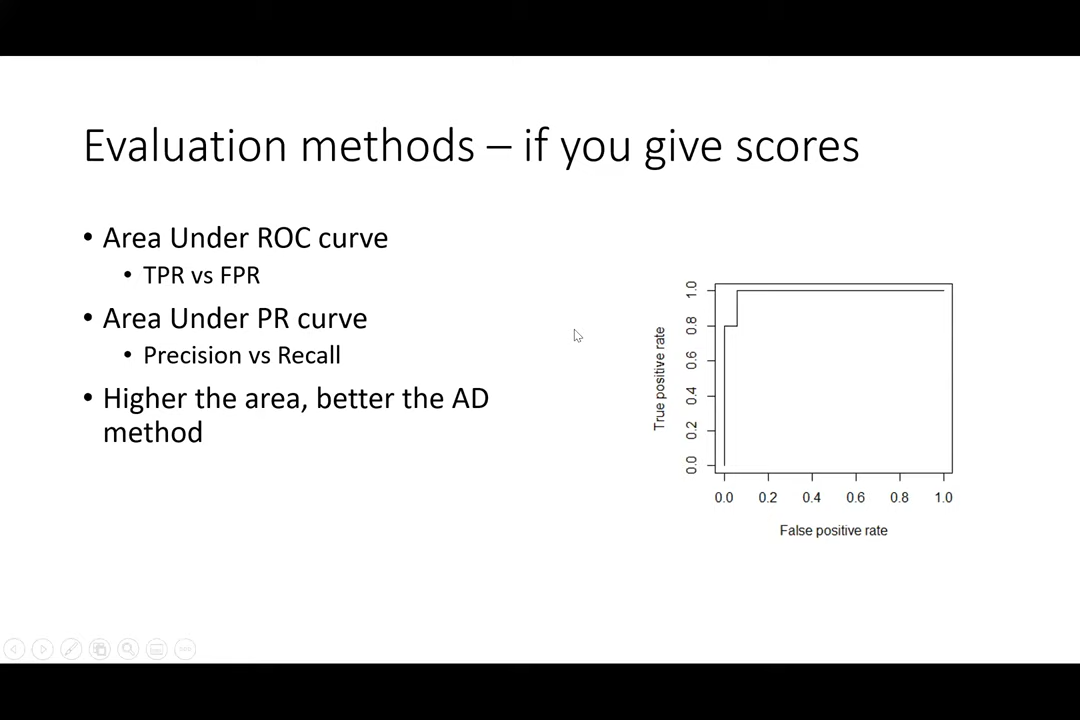 Evaluation methods – if you give scores
• Area Under ROC curve
• TPR vs FPR
• Area Under PR curve
• Precision vs Recall
• Higher the area, better the AD
method
True positive rate
1.0
0.8
0.6
0.4
0.2
0.0
0.0 0.2 0.4 0.6 0.8 1.0
False positive rate